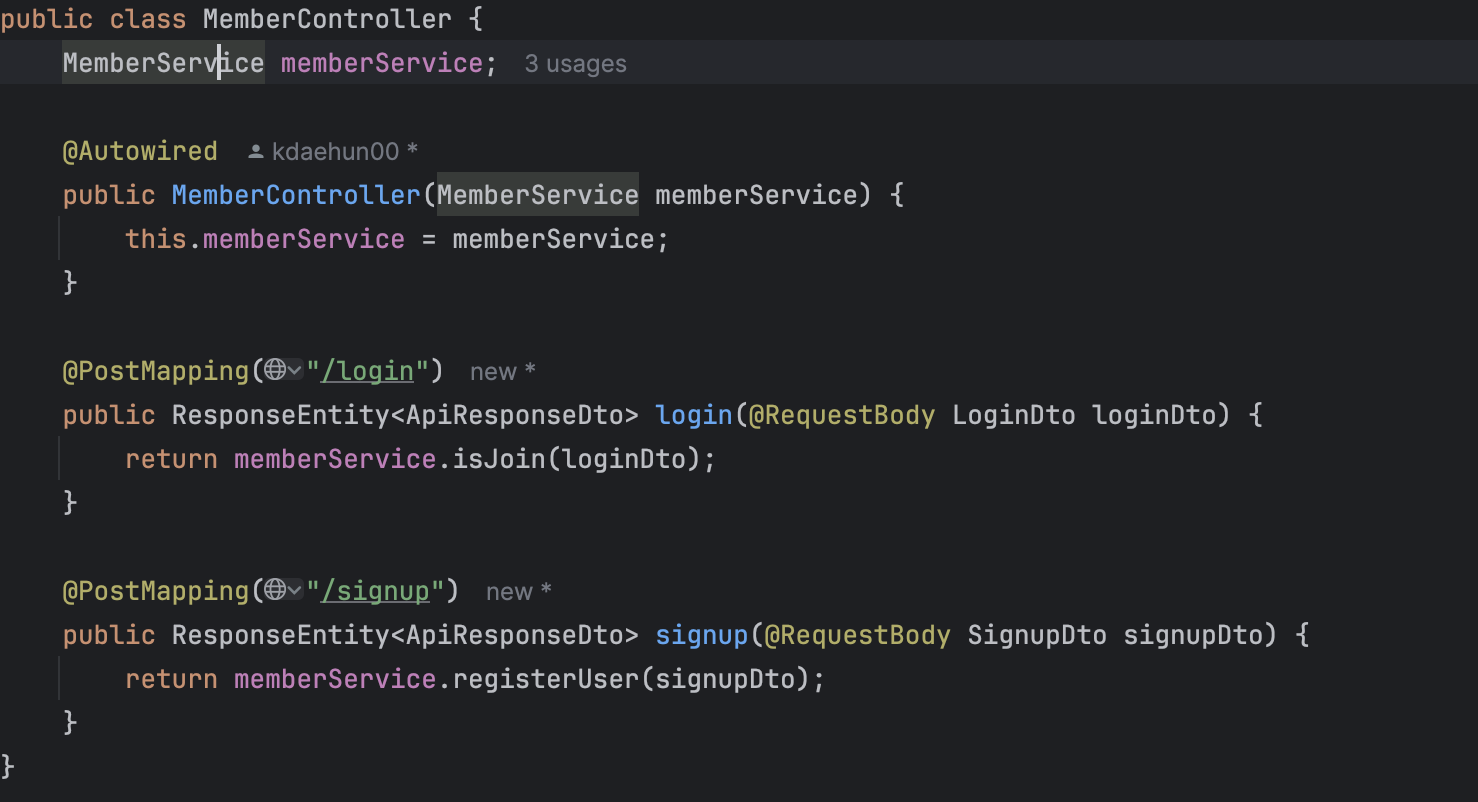 public class MemberController {
MemberService memberService; 3 usages
@Autowired kdaehun00 *
public MemberController(MemberService memberService) {
this.memberService = memberService;
}
@PostMapping("/login") new *
public ResponseEntity<ApiResponseDto> login(@RequestBody LoginDto loginDto) {
return memberService.isJoin(loginDto);
}
@PostMapping("/signup") new *
public ResponseEntity<ApiResponseDto> signup(@RequestBody SignupDto signupDto) {
return memberService.registerUser(signupDto);
}
}